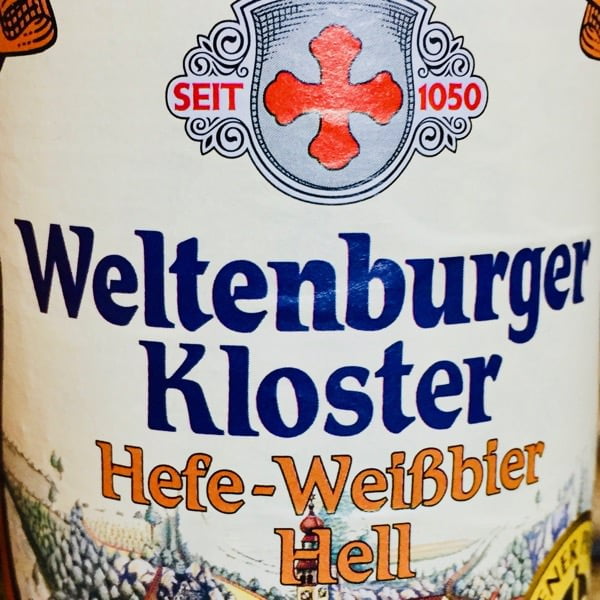 SEIT 1050
Weltenburger
Kloster
Hefe-Weißbier
Hell